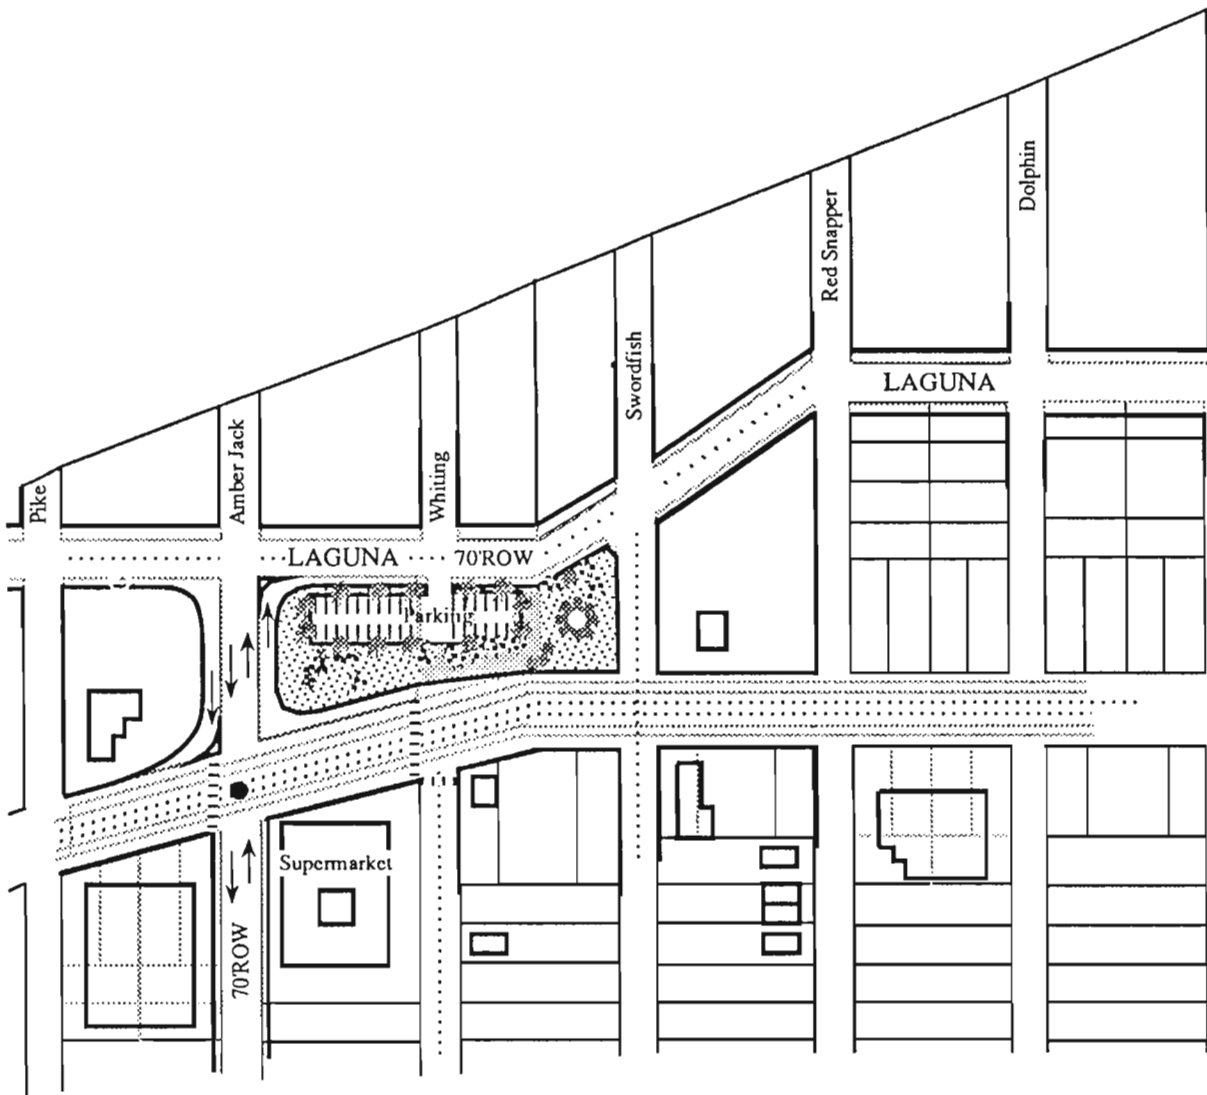 Dolphin
Red Snapper
Swordfish
LAGUNA
Amber Jack
Whiting
Pike
LAGUNA
70'ROW
Parking
Supermarket
70'ROW